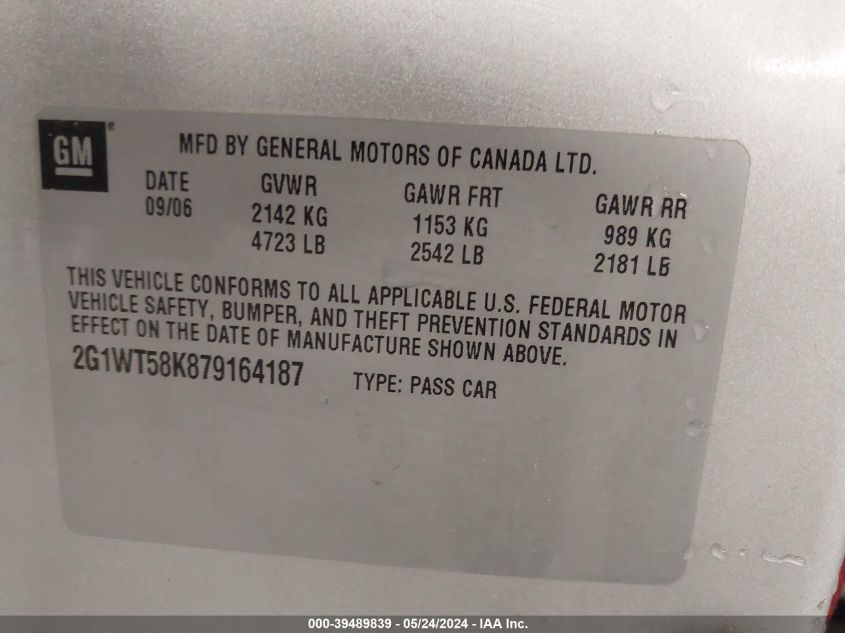 GM®
MFD BY GENERAL MOTORS OF CANADA LTD.
DATE GVWR GAWR FRT GAWR RR
09/06 2142 KG 1153 KG 989 KG
4723 LB 2542 LB 2181 LB
THIS VEHICLE CONFORMS TO ALL APPLICABLE U.S. FEDERAL MOTOR
VEHICLE SAFETY, BUMPER, AND THEFT PREVENTION STANDARDS IN
EFFECT ON THE DATE OF MANUFACTURE SHOWN ABOVE.
2G1WT58K879164187 TYPE: PASS CAR
000-39489839 - 05/24/2024 - IAA Inc.